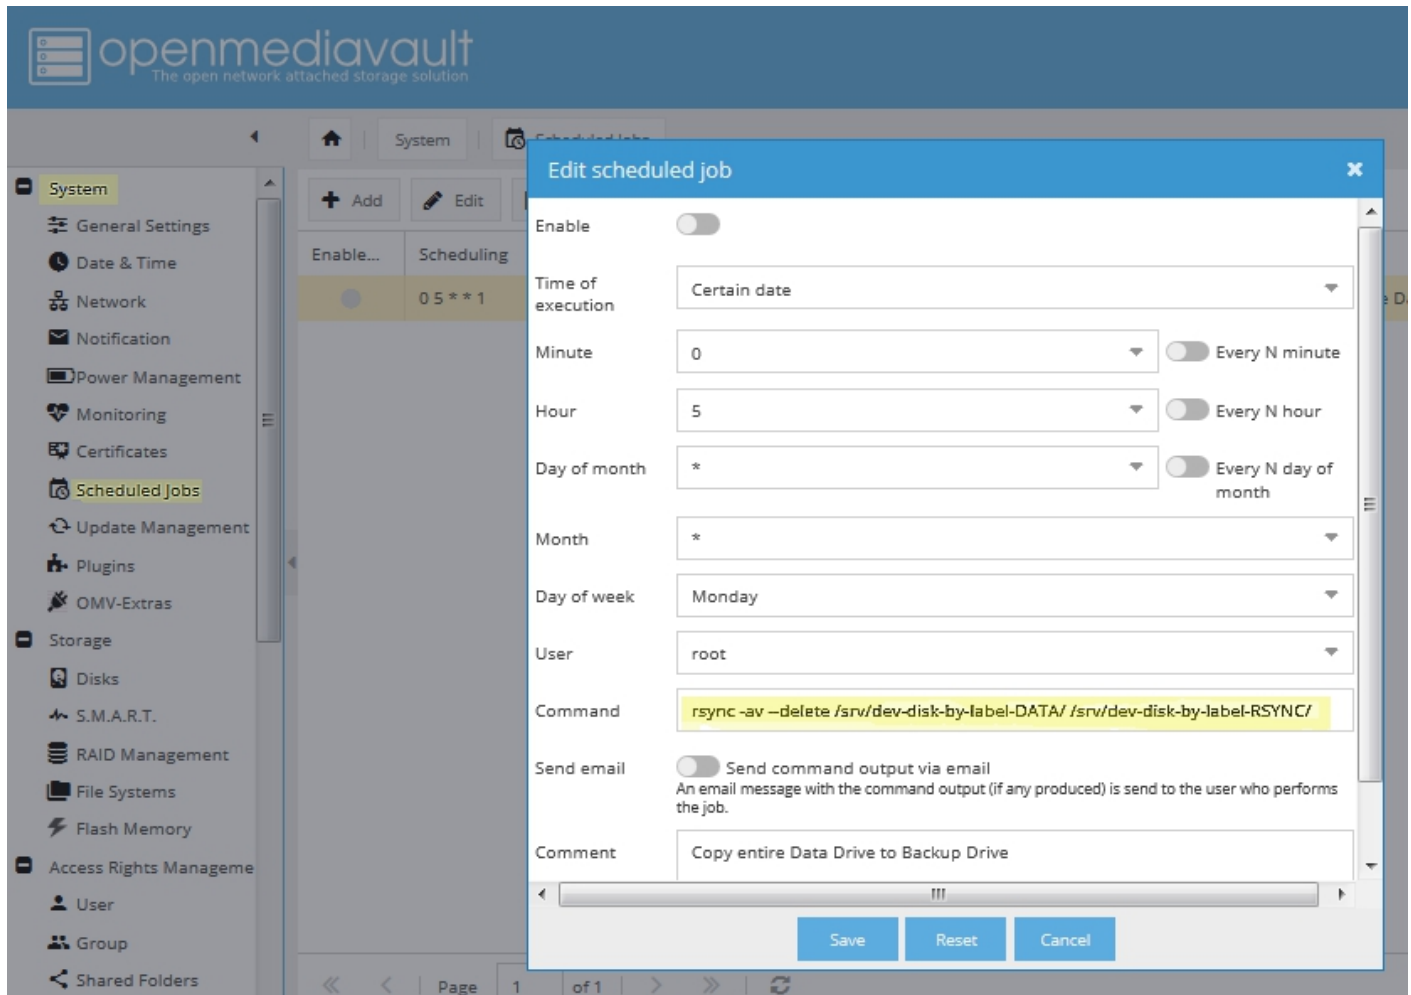 openmediavault
The open network attached storage solution
System
Edit scheduled job
System
General Settings
Date & Time
Network
Notification
Power Management
Monitoring
Certificates
Scheduled Jobs
Update Management
Plugins
OMV-Extras
Storage
Disks
S.M.A.R.T.
RAID Management
File Systems
Flash Memory
Access Rights Manageme
User
Group
Shared Folders
Add
Edit
Enable...
Scheduling
0 5 * * 1
Enable
Time of
execution
Certain date
Minute
0
Every N minute
Hour
5
Every N hour
Day of month
*
Every N day of
month
Month
*
Day of week
Monday
User
root
Command
rsync -av --delete /srv/dev-disk-by-label-DATA/ /srv/dev-disk-by-label-RSYNC/
Send email
Send command output via email
An email message with the command output (if any produced) is send to the user who performs
the job.
Comment
Copy entire Data Drive to Backup Drive
Save
Reset
Cancel
Page
1
of 1